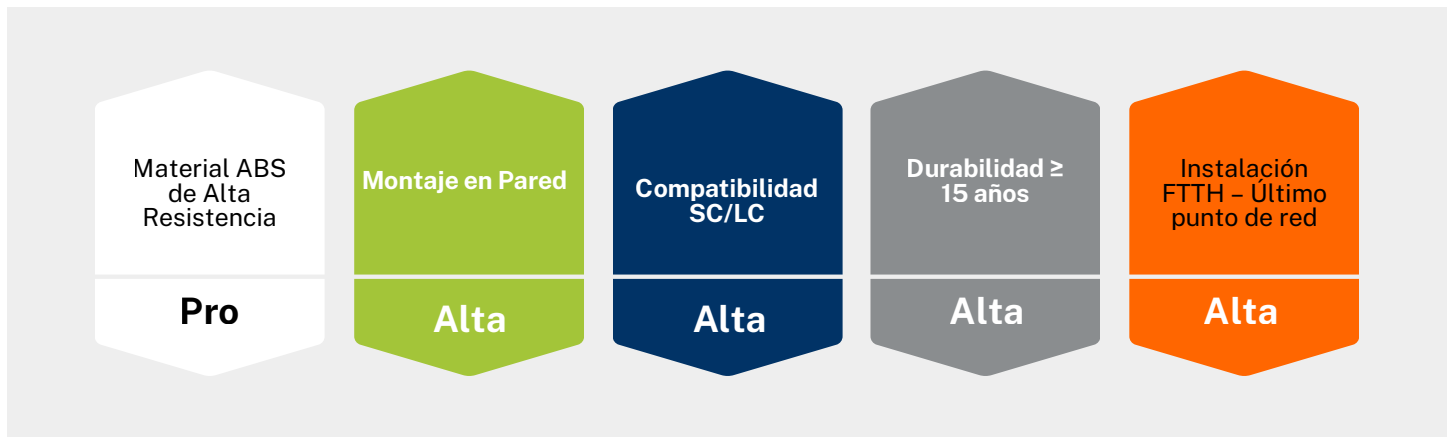 Material ABS
de Alta
Resistencia
Pro
Montaje en Pared
Alta
Compatibilidad
SC/LC
Alta
Durabilidad ≥
15 años
Alta
Instalación
FTTH – Último
punto de red
Alta